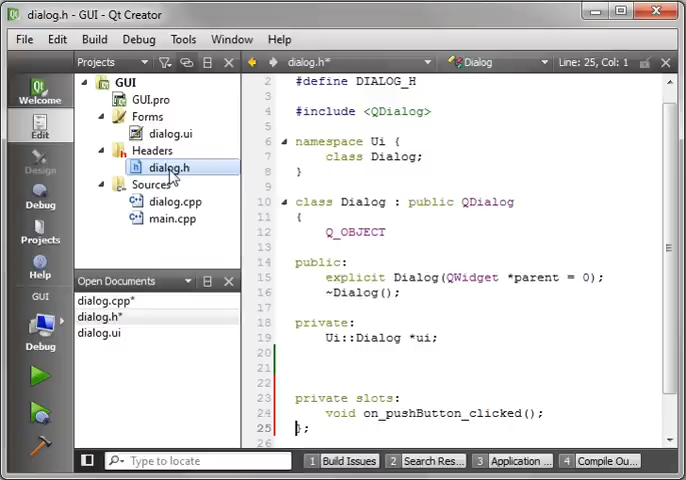 dialog.h - GUI - Qt Creator
File Edit Build Debug Tools Window Help
Projects dialog.h* Dialog Line: 25, Col: 1
Qt
Welcome
Edit
Design
Debug
Projects
Help
GUI
Debug
GUI
GUI.pro
Forms
dialog.ui
Headers
h dialog.h
Sources
C++ dialog.cpp
C++ main.cpp
Open Documents
dialog.cpp*
dialog.h*
dialog.ui
2 #define DIALOG_H
3
4 #include <QDialog>
5
6 namespace Ui {
7 class Dialog;
8 }
9
10 class Dialog : public QDialog
11 {
12 Q_OBJECT
13
14 public:
15 explicit Dialog(QWidget *parent = 0);
16 ~Dialog();
17
18 private:
19 Ui::Dialog *ui;
20
21
22
23 private slots:
24 void on_pushButton_clicked();
25 };
26
Type to locate 1 Build Issues 2 Search Res... 3 Application ... 4 Compile Ou...